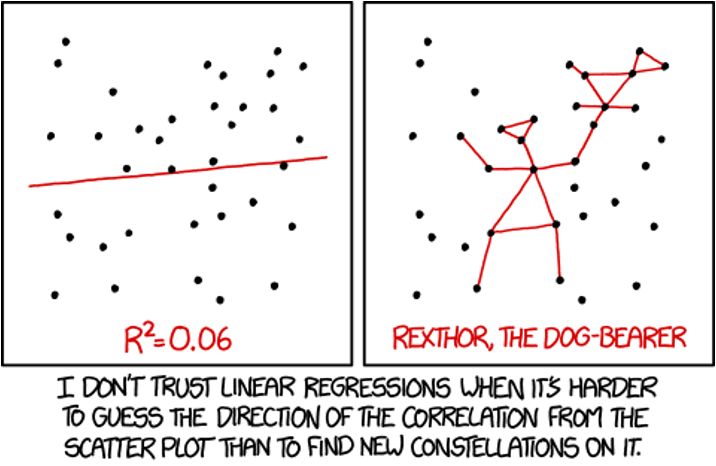 R²=0.06
REXTHOR, THE DOG-BEARER
I DON'T TRUST LINEAR REGRESSIONS WHEN IT'S HARDER
TO GUESS THE DIRECTION OF THE CORRELATION FROM THE
SCATTER PLOT THAN TO FIND NEW CONSTELLATIONS ON IT.